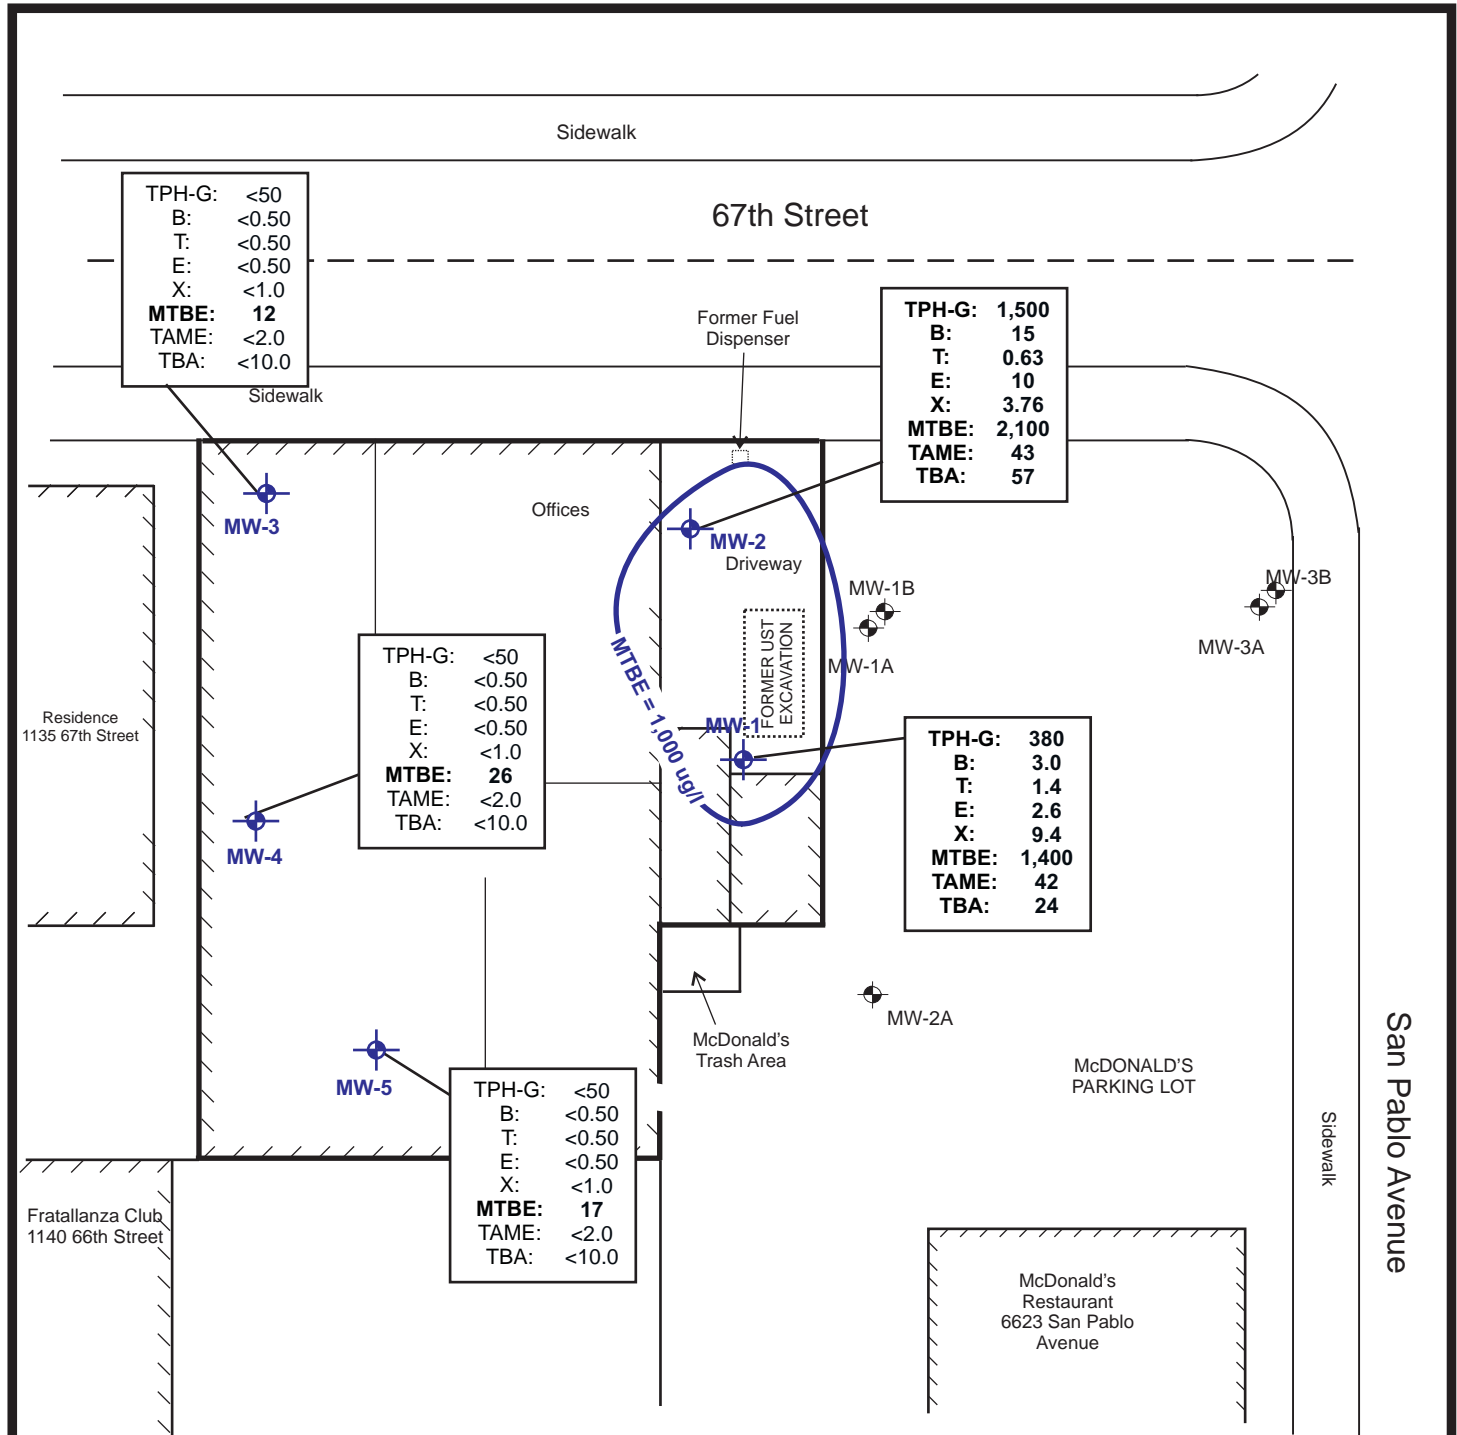 Sidewalk
67th Street
TPH-G: <50
B: <0.50
T: <0.50
E: <0.50
X: <1.0
MTBE: 12
TAME: <2.0
TBA: <10.0
Sidewalk
Former Fuel
Dispenser
TPH-G: 1,500
B: 15
T: 0.63
E: 10
X: 3.76
MTBE: 2,100
TAME: 43
TBA: 57
MW-3
Offices
MW-2
Driveway
MW-1B
MW-1A
MW-3B
MW-3A
FORMER UST
EXCAVATION
MTBE = 1,000 ug/l
MW-1
TPH-G: <50
B: <0.50
T: <0.50
E: <0.50
X: <1.0
MTBE: 26
TAME: <2.0
TBA: <10.0
Residence
1135 67th Street
MW-4
TPH-G: 380
B: 3.0
T: 1.4
E: 2.6
X: 9.4
MTBE: 1,400
TAME: 42
TBA: 24
MW-2A
McDonald's
Trash Area
McDONALD'S
PARKING LOT
San Pablo Avenue
Sidewalk
MW-5
TPH-G: <50
B: <0.50
T: <0.50
E: <0.50
X: <1.0
MTBE: 17
TAME: <2.0
TBA: <10.0
Fratallanza Club
1140 66th Street
McDonald's
Restaurant
6623 San Pablo
Avenue